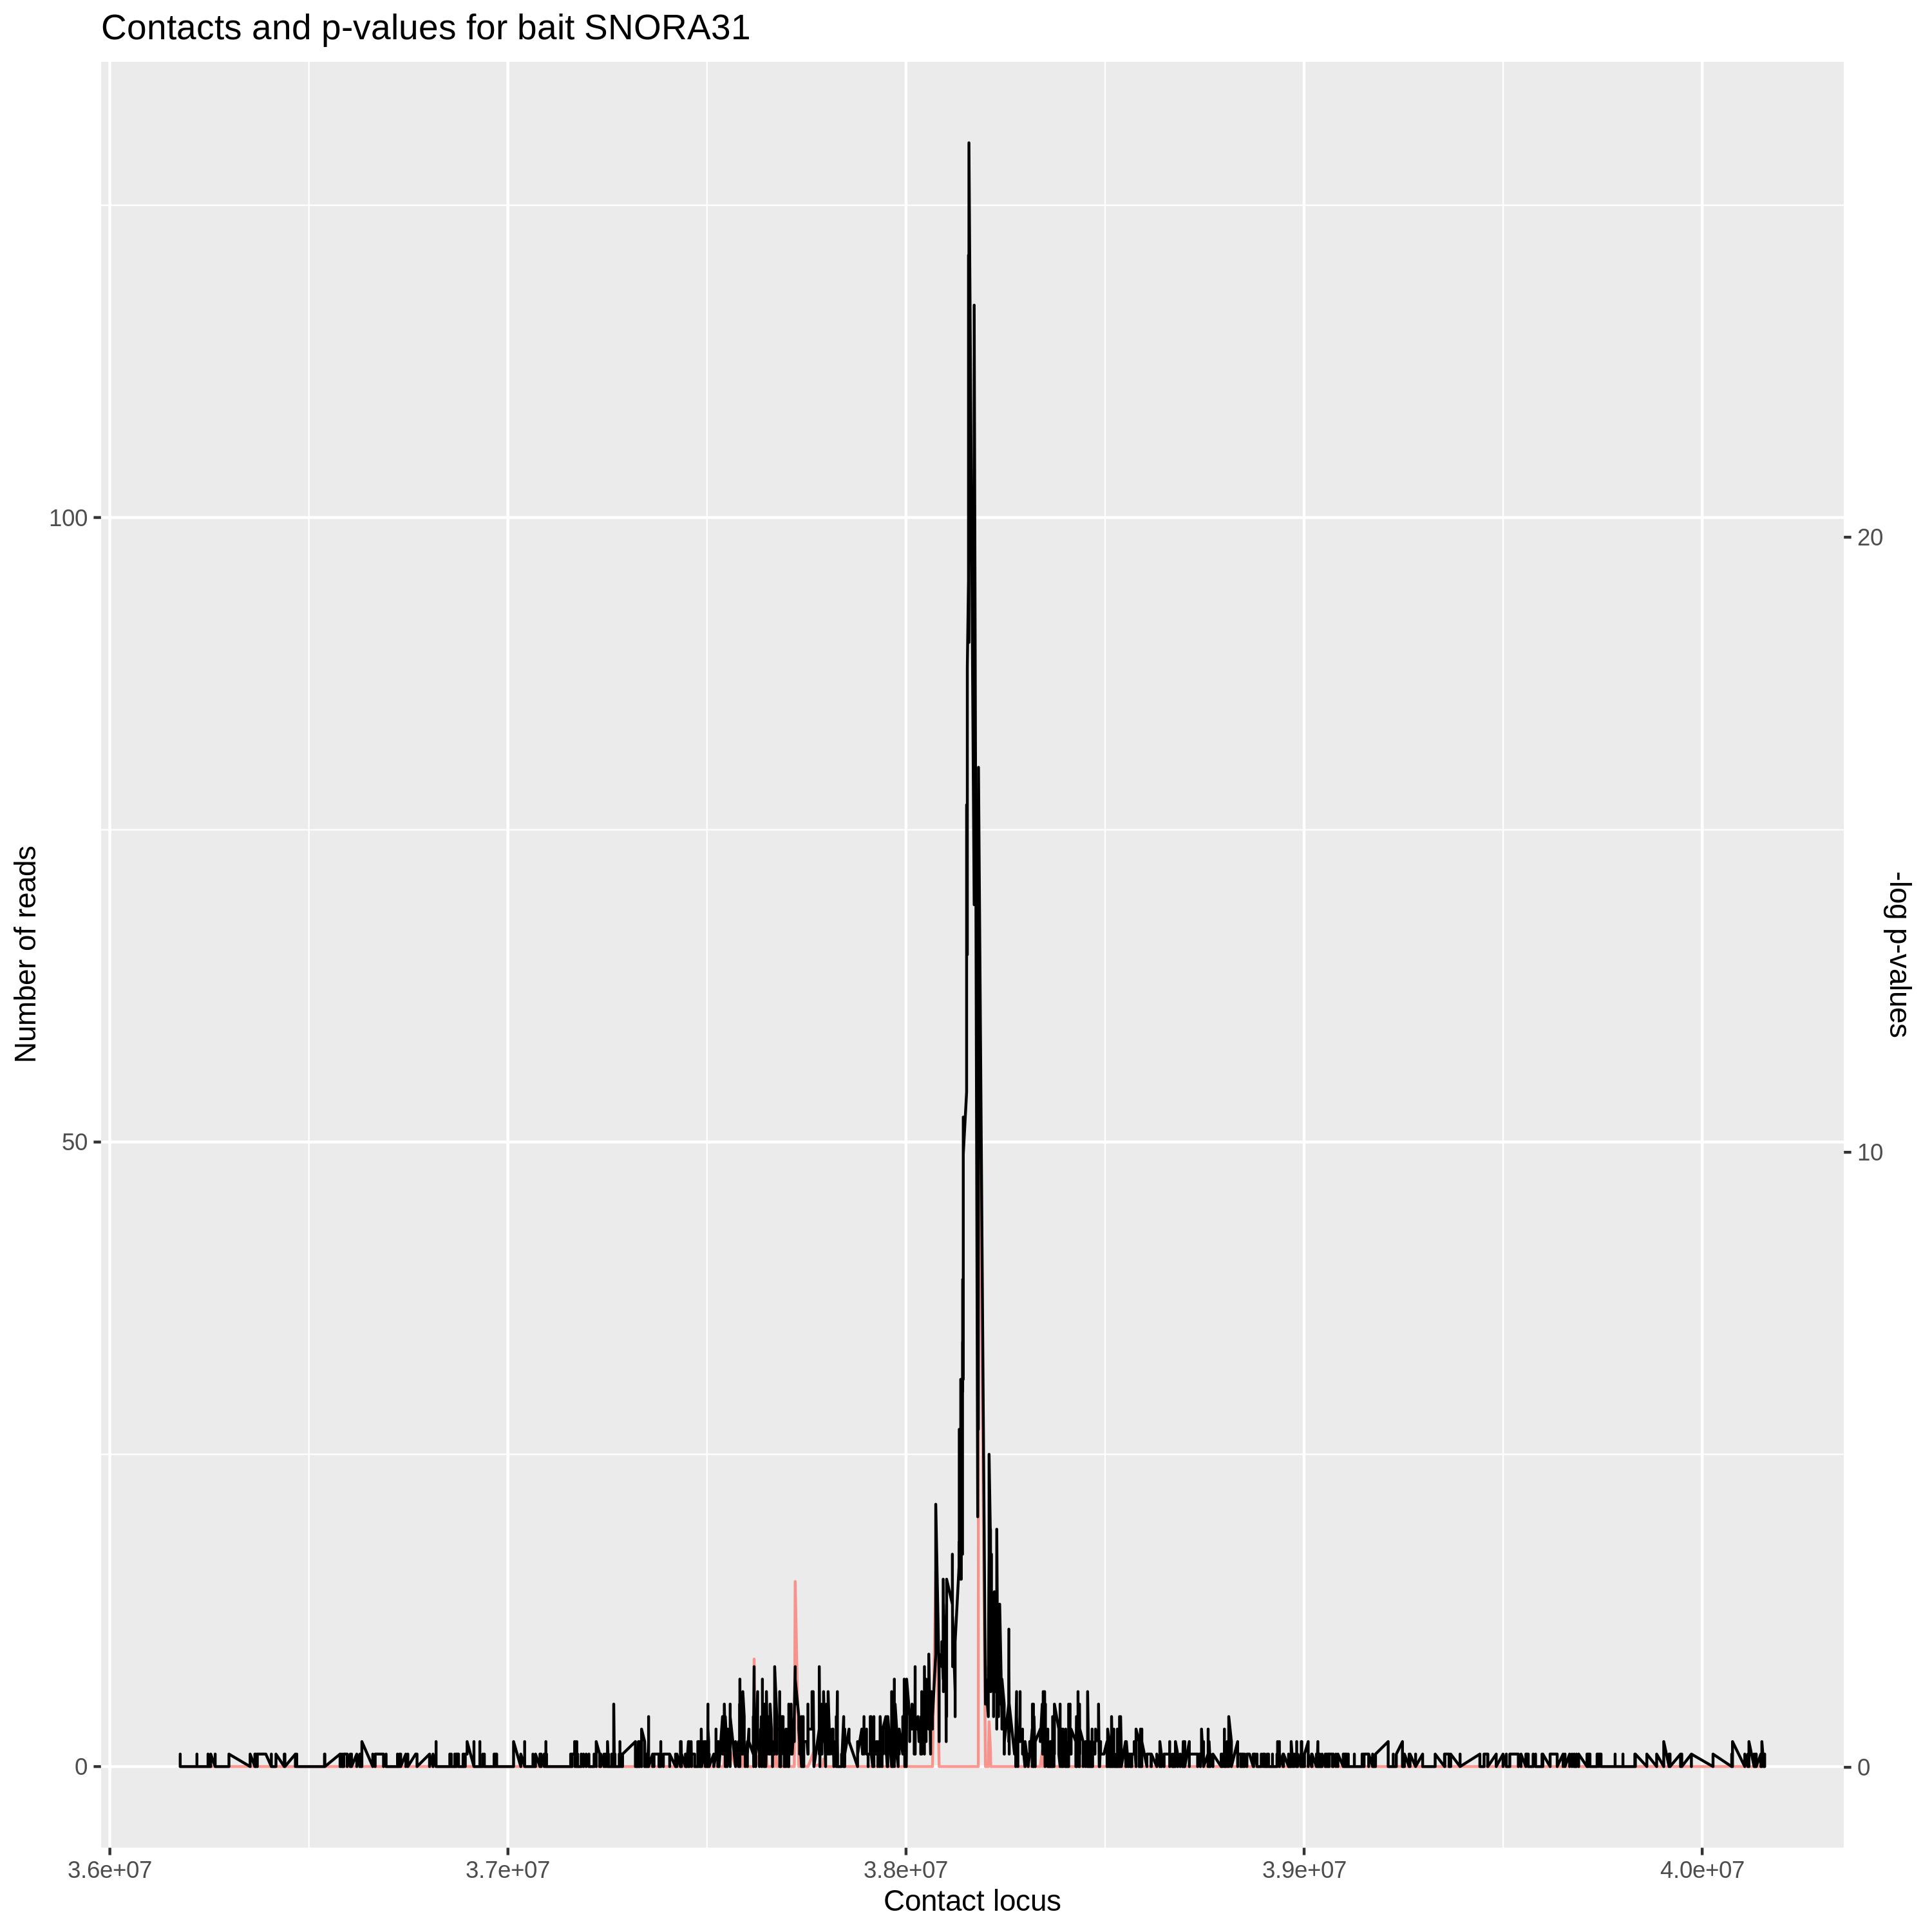 Contacts and p-values for bait SNORA31
100
50
0
20
10
0
Number of reads
-log p-values
3.6e+07
3.7e+07
3.8e+07
3.9e+07
4.0e+07
Contact locus